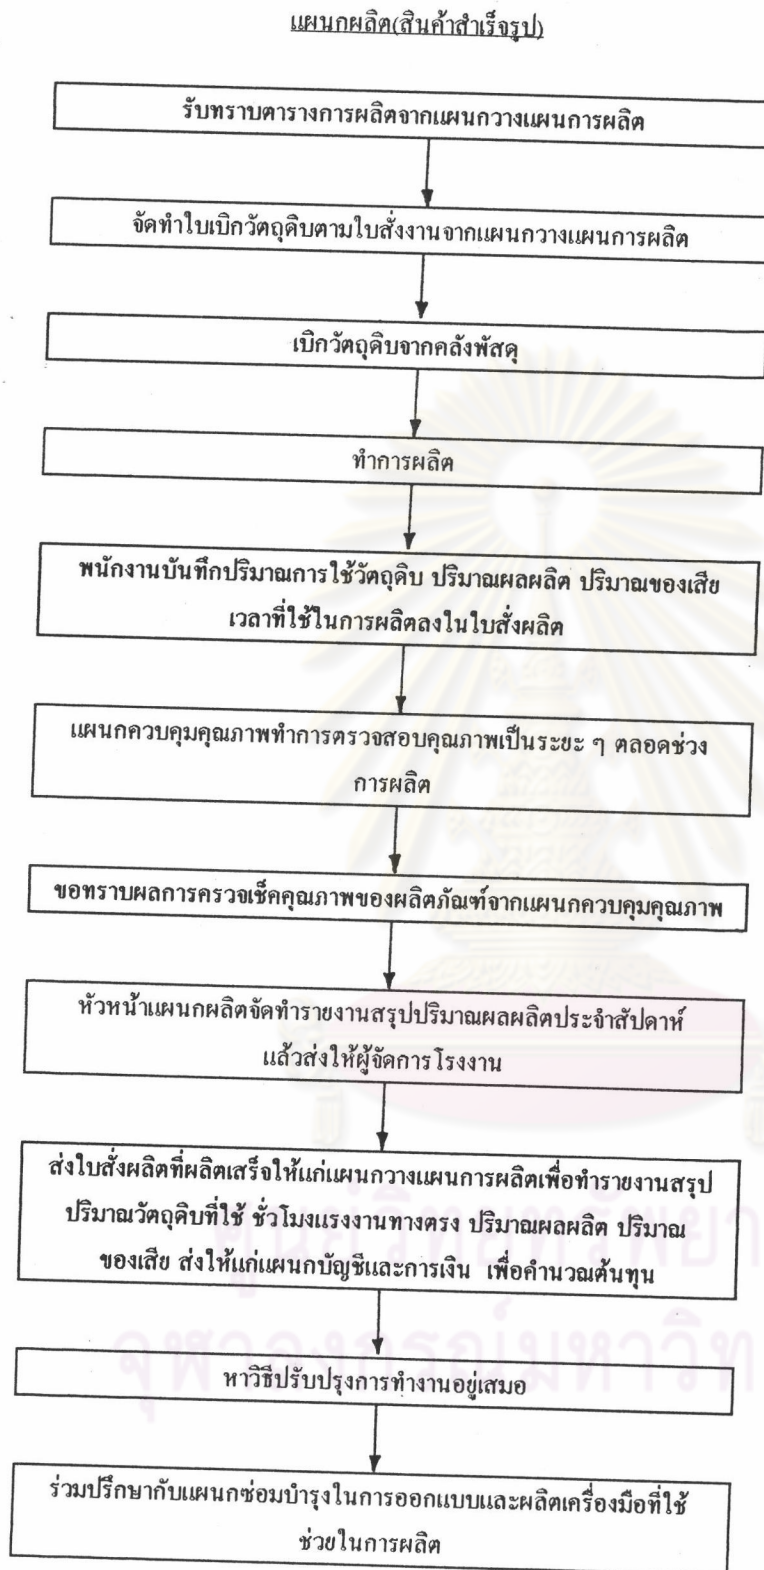 แผนกผลิต(สินค้าสำเร็จรูป)
รับทราบตารางการผลิตจากแผนกวางแผนการผลิต
จัดทำใบเบิกวัตถุดิบตามใบสั่งงานจากแผนกวางแผนการผลิต
เบิกวัตถุดิบจากคลังพัสดุ
ทำการผลิต
พนักงานบันทึกปริมาณการใช้วัตถุดิบ ปริมาณผลผลิต ปริมาณของเสีย
เวลาที่ใช้ในการผลิตลงในใบสั่งผลิต
แผนกควบคุมคุณภาพทำการตรวจสอบคุณภาพเป็นระยะ ๆ ตลอดช่วง
การผลิต
ขอทราบผลการครวจเช็คคุณภาพของผลิตภัณฑ์จากแผนกควบคุมคุณภาพ
หัวหน้าแผนกผลิตจัดทำรายงานสรุปปริมาณผลผลิตประจำสัปดาห์
แล้วส่งให้ผู้จัดการโรงงาน
ส่งใบสั่งผลิตที่ผลิตเสร็จให้แก่แผนกวางแผนการผลิตเพื่อทำรายงานสรุป
ปริมาณวัตถุดิบที่ใช้ ชั่วโมงแรงงานทางตรง ปริมาณผลผลิต ปริมาณ
ของเสีย ส่งให้แก่แผนกบัญชีและการเงิน เพื่อคำนวณต้นทุน
ศูนย์วิทยทรัพยา
จุฬาลงกรณ์มหาวิท
หาวิธีปรับปรุงการทำงานอยู่เสมอ
ร่วมปรึกษากับแผนกซ่อมบำรุงในการออกแบบและผลิตเครื่องมือที่ใช้
ช่วยในการผลิต